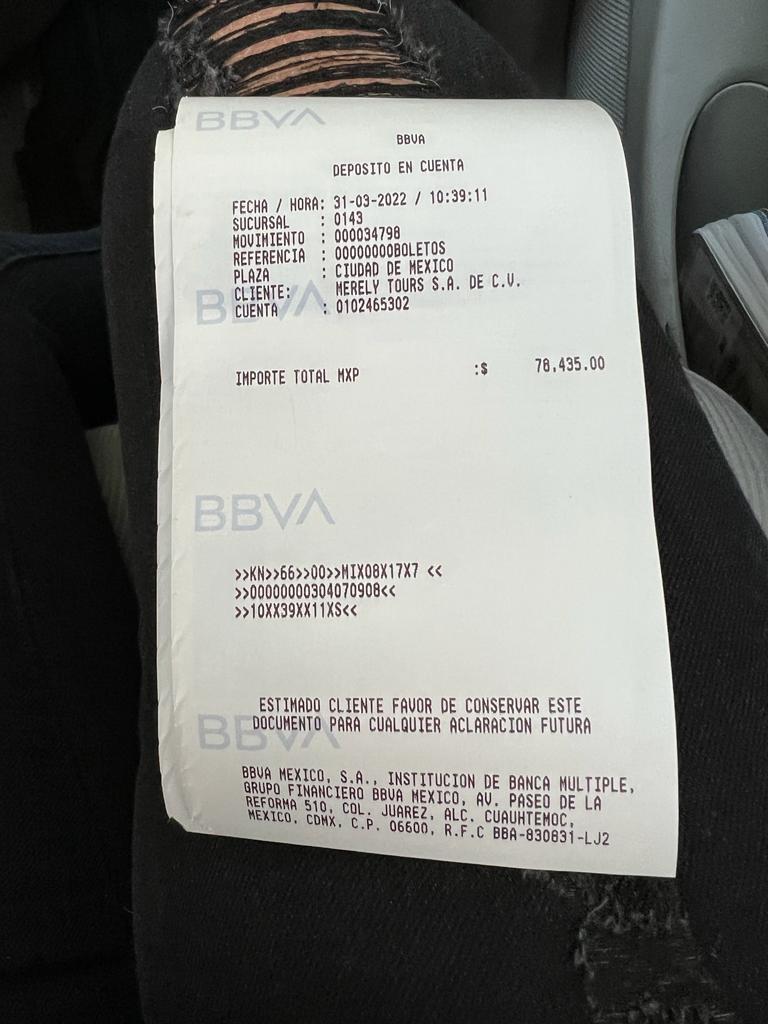 BBVA
BBVA
DEPOSITO EN CUENTA
FECHA / HORA: 31-03-2022 / 10:39:11
SUCURSAL : 0143
MOVIMIENTO : 000034798
REFERENCIA : 00000000BOLETOS
PLAZA : CIUDAD DE MEXICO
CLIENTE: MERELY TOURS S.A. DE C.V.
CUENTA : 0102465302
BBVA
IMPORTE TOTAL MXP :$ 78,435.00
BBVA
>>KN>>66>>00>>MIX08X17X7 <<
>>00000000304070908<<
>>10XX39XX11XS<<
ESTIMADO CLIENTE FAVOR DE CONSERVAR ESTE
DOCUMENTO PARA CUALQUIER ACLARACION FUTURA
BBVA
BBVA MEXICO, S.A., INSTITUCION DE BANCA MULTIPLE,
GRUPO FINANCIERO BBVA MEXICO, AV. PASEO DE LA
REFORMA 510, COL. JUAREZ, ALC. CUAUHTEMOC,
MEXICO, CDMX, C.P. 06600, R.F.C BBA-830831-LJ2